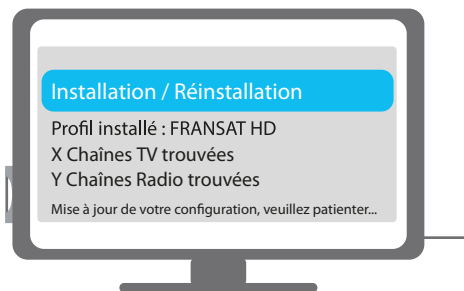 Installation / Réinstallation
Profil installé : FRANSAT HD
X Chaînes TV trouvées
Y Chaînes Radio trouvées
Mise à jour de votre configuration, veuillez patienter...